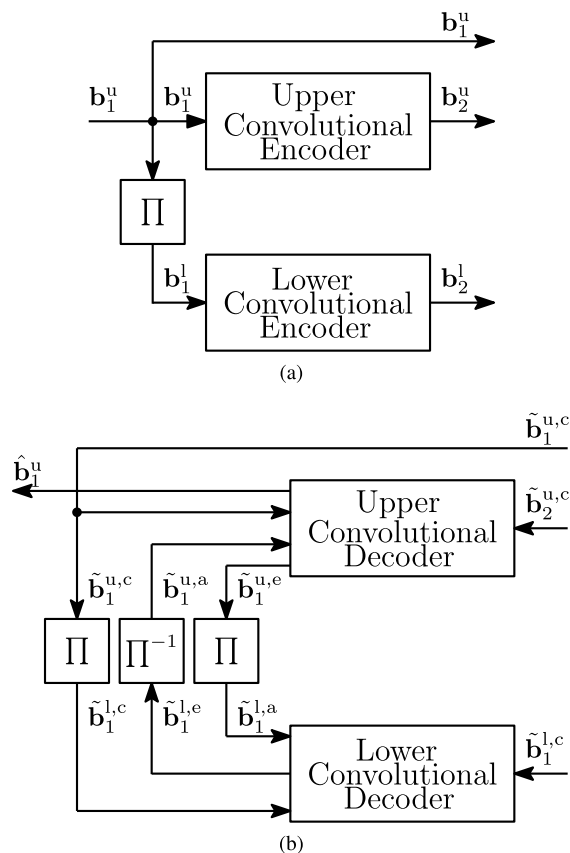 b₁ᵘ
b₁ᵘ b₁ᵘ Upper b₂ᵘ
Convolutional
Encoder
Π
b₁ˡ Lower b₂ˡ
Convolutional
Encoder
(a)
b̃₁ᵘ,ᶜ
b̂₁ᵘ
Upper b̃₂ᵘ,ᶜ
Convolutional
Decoder
b̃₁ᵘ,ᶜ b̃₁ᵘ,ᵃ b̃₁ᵘ,ᵉ
Π Π⁻¹ Π
b̃₁ˡ,ᶜ b̃₁ˡ,ᵉ b̃₁ˡ,ᵃ
Lower b̃₁ˡ,ᶜ
Convolutional
Decoder
(b)